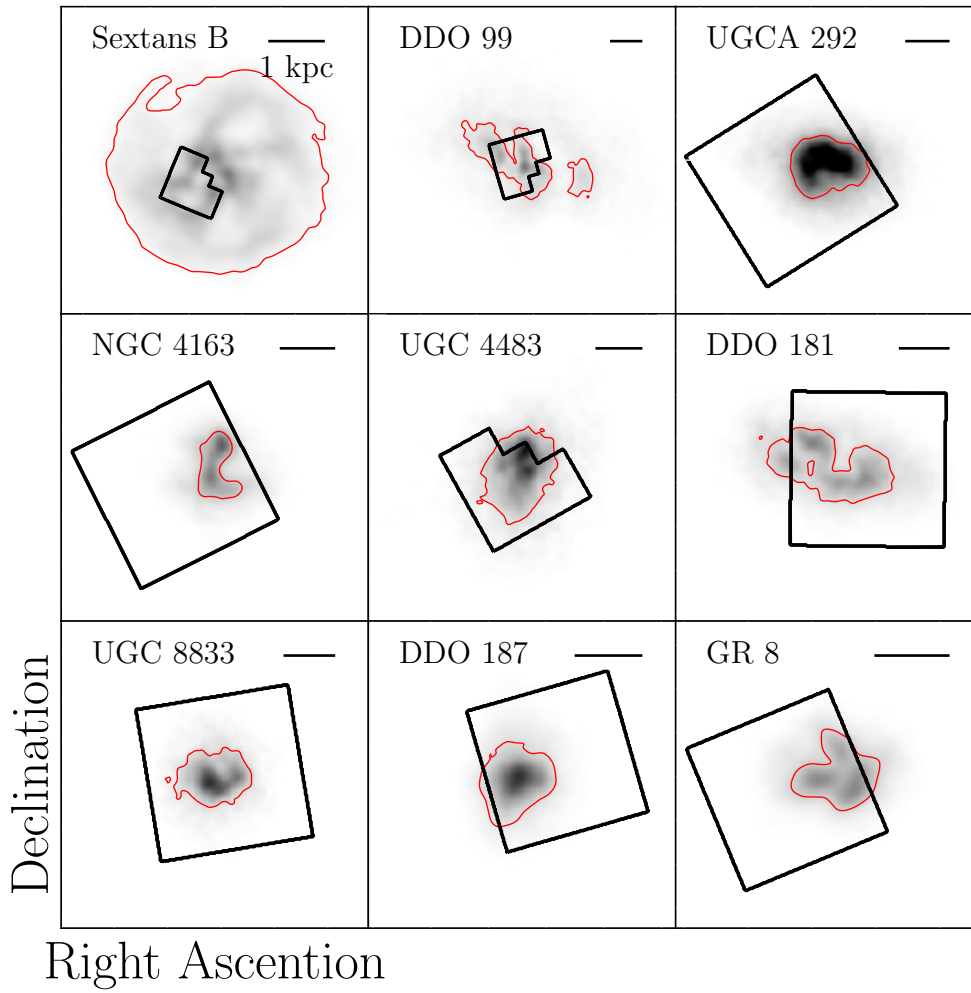 Sextans B
1 kpc
DDO 99
UGCA 292
NGC 4163
UGC 4483
DDO 181
UGC 8833
DDO 187
GR 8
Declination
Right Ascention